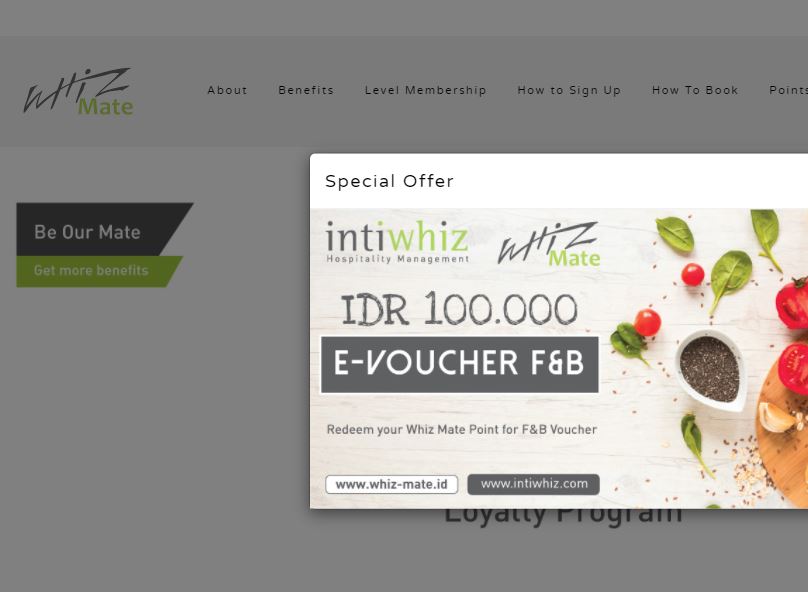 WHIZ
Mate
About
Benefits
Level Membership
How to Sign Up
How To Book
Points
Special Offer
Be Our Mate
Get more benefits
intiwhiz
Hospitality Management
WHIZ
Mate
IDR 100.000
E-VOUCHER F&B
Redeem your Whiz Mate Point for F&B Voucher
www.whiz-mate.id
www.intiwhiz.com
Loyalty Program